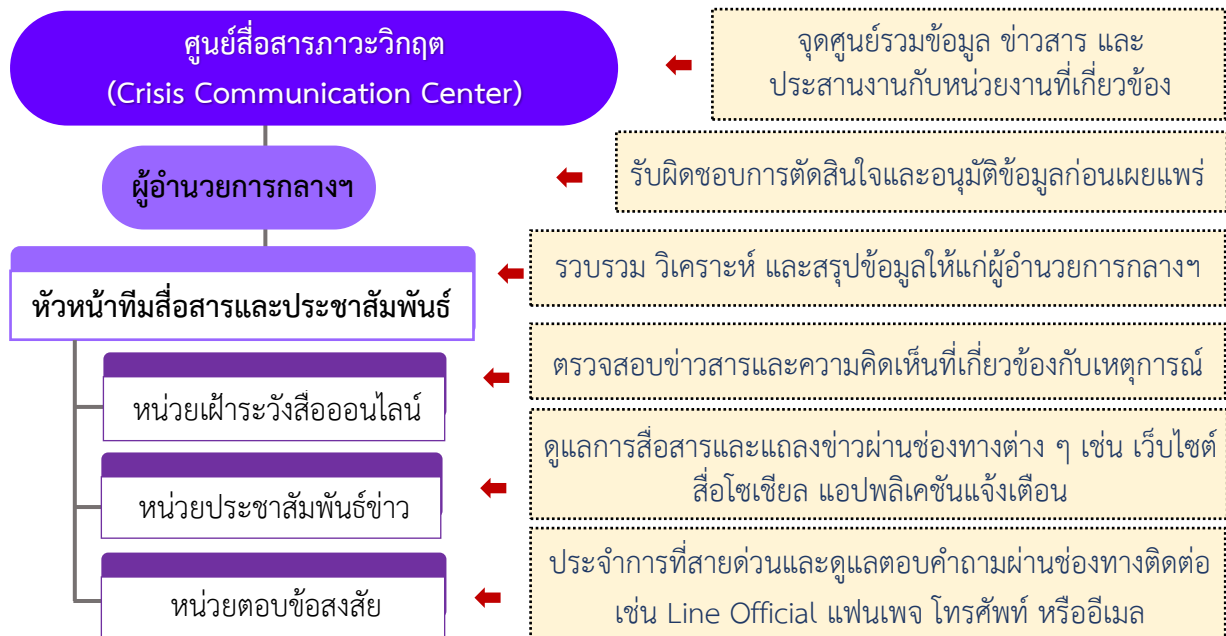 ศูนย์สื่อสารภาวะวิกฤต
(Crisis Communication Center)
จุดศูนย์รวมข้อมูล ข่าวสาร และ
ประสานงานกับหน่วยงานที่เกี่ยวข้อง
ผู้อำนวยการกลางฯ
รับผิดชอบการตัดสินใจและอนุมัติข้อมูลก่อนเผยแพร่
หัวหน้าทีมสื่อสารและประชาสัมพันธ์
รวบรวม วิเคราะห์ และสรุปข้อมูลให้แก่ผู้อำนวยการกลางฯ
หน่วยเฝ้าระวังสื่อออนไลน์
ตรวจสอบข่าวสารและความคิดเห็นที่เกี่ยวข้องกับเหตุการณ์
หน่วยประชาสัมพันธ์ข่าว
ดูแลการสื่อสารและแถลงข่าวผ่านช่องทางต่าง ๆ เช่น เว็บไซต์
สื่อโซเชียล แอปพลิเคชันแจ้งเตือน
หน่วยตอบข้อสงสัย
ประจำการที่สายด่วนและดูแลตอบคำถามผ่านช่องทางติดต่อ
เช่น Line Official แฟนเพจ โทรศัพท์ หรืออีเมล